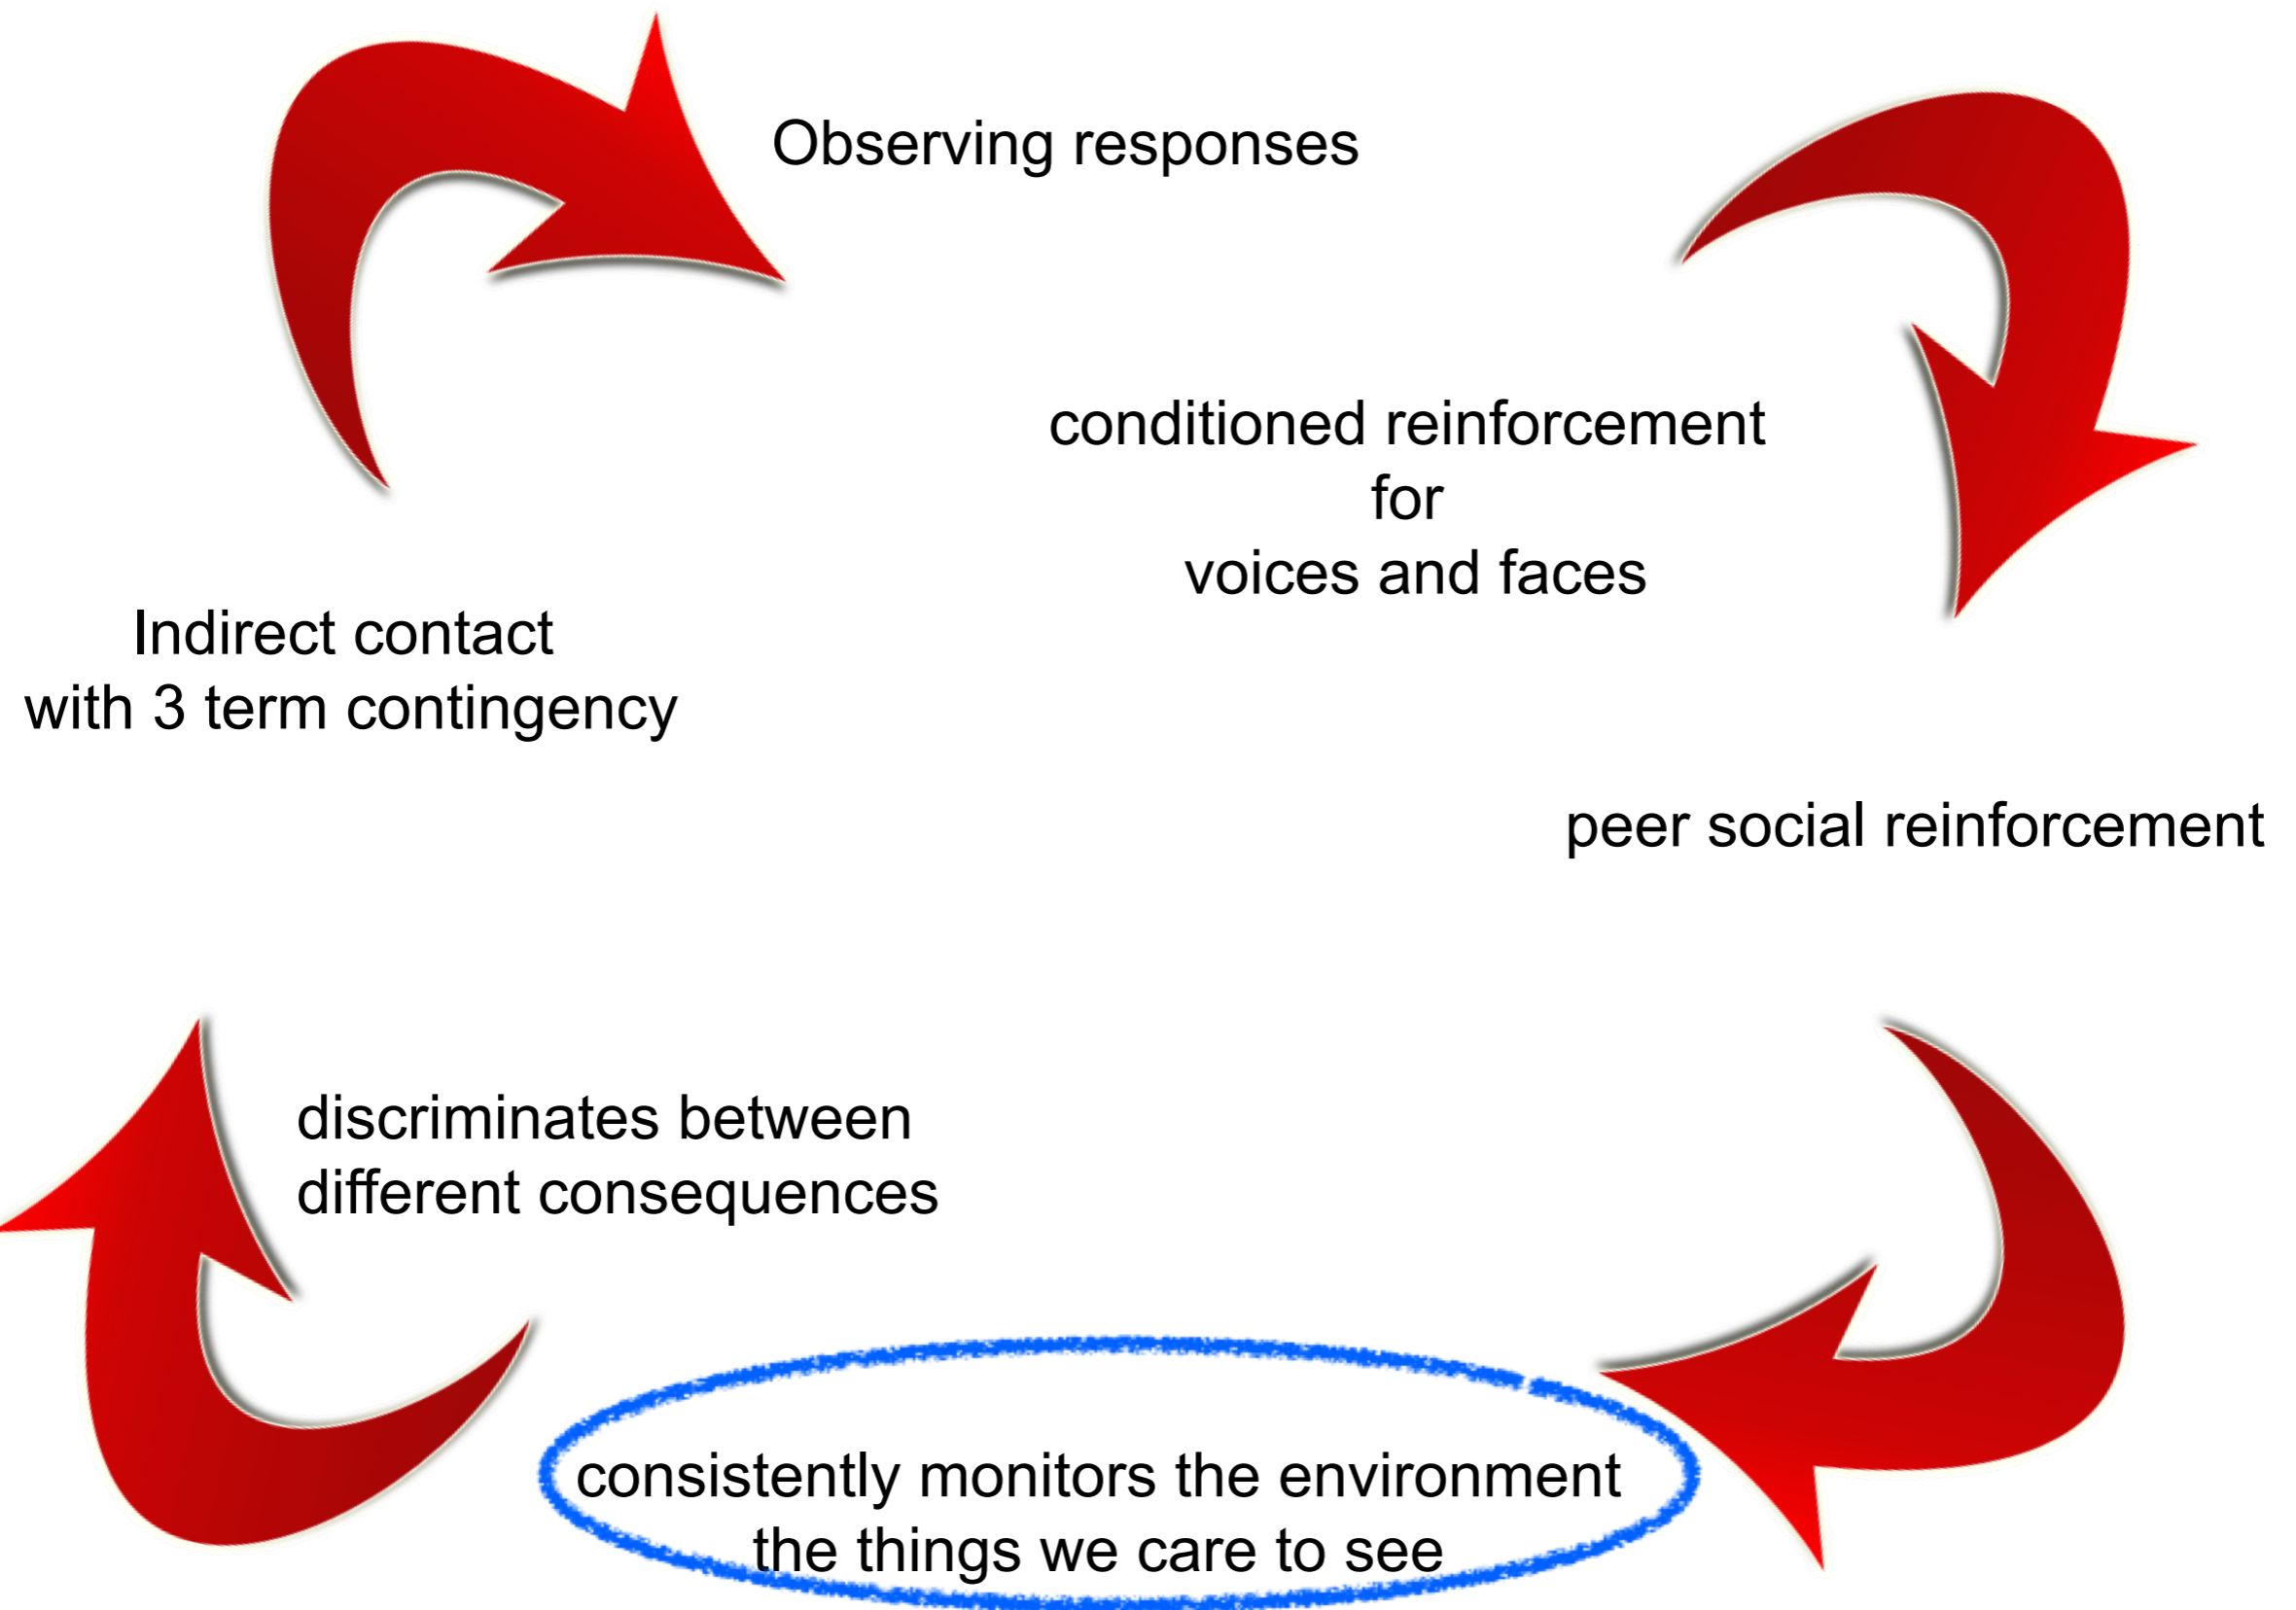 Observing responses
conditioned reinforcement
for
voices and faces
Indirect contact
with 3 term contingency
peer social reinforcement
discriminates between
different consequences
consistently monitors the environment
the things we care to see